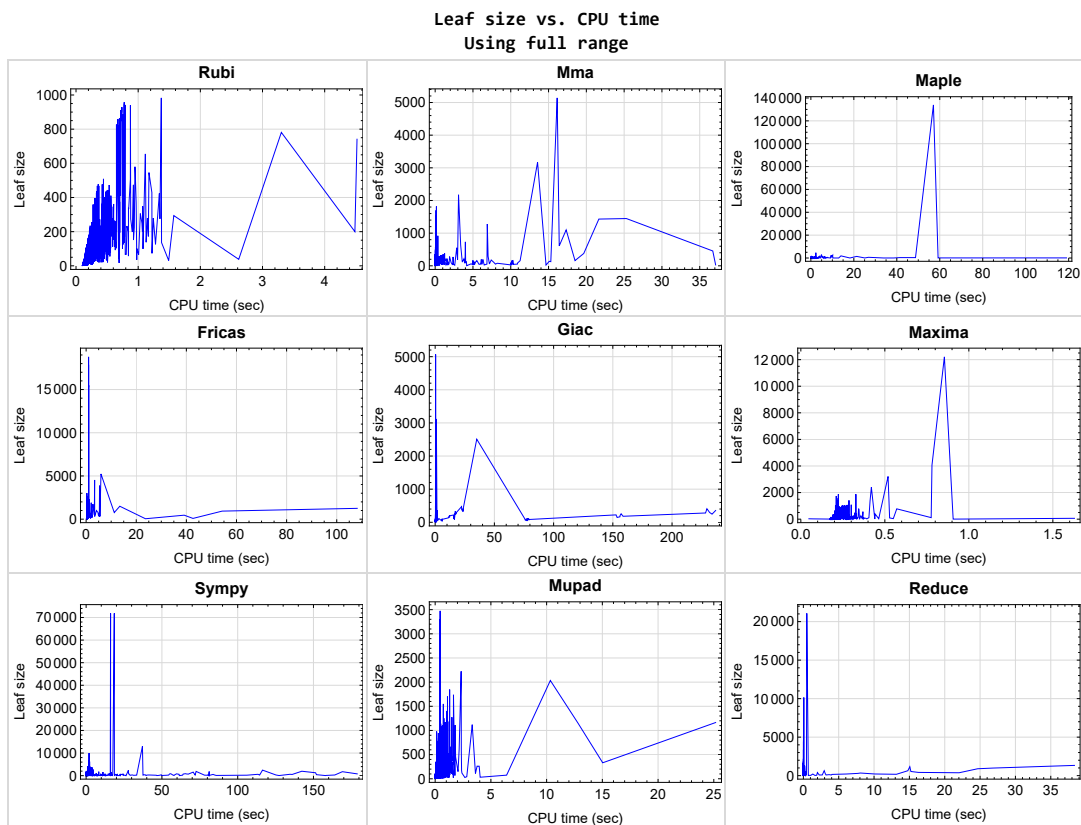 Leaf size vs. CPU time
Using full range
Rubi
1000
800
600
400
200
0
Leaf size
0 1 2 3 4
CPU time (sec)
Mma
5000
4000
3000
2000
1000
0
Leaf size
0 5 10 15 20 25 30 35
CPU time (sec)
Maple
140 000
120 000
100 000
80 000
60 000
40 000
20 000
0
Leaf size
0 20 40 60 80 100 120
CPU time (sec)
Fricas
15 000
10 000
5000
0
Leaf size
0 20 40 60 80 100
CPU time (sec)
Giac
5000
4000
3000
2000
1000
0
Leaf size
0 50 100 150 200
CPU time (sec)
Maxima
12 000
10 000
8000
6000
4000
2000
0
Leaf size
0.0 0.5 1.0 1.5
CPU time (sec)
Sympy
70 000
60 000
50 000
40 000
30 000
20 000
10 000
0
Leaf size
0 50 100 150
CPU time (sec)
Mupad
3500
3000
2500
2000
1500
1000
500
0
Leaf size
0 5 10 15 20 25
CPU time (sec)
Reduce
20 000
15 000
10 000
5000
0
Leaf size
0 5 10 15 20 25 30 35
CPU time (sec)